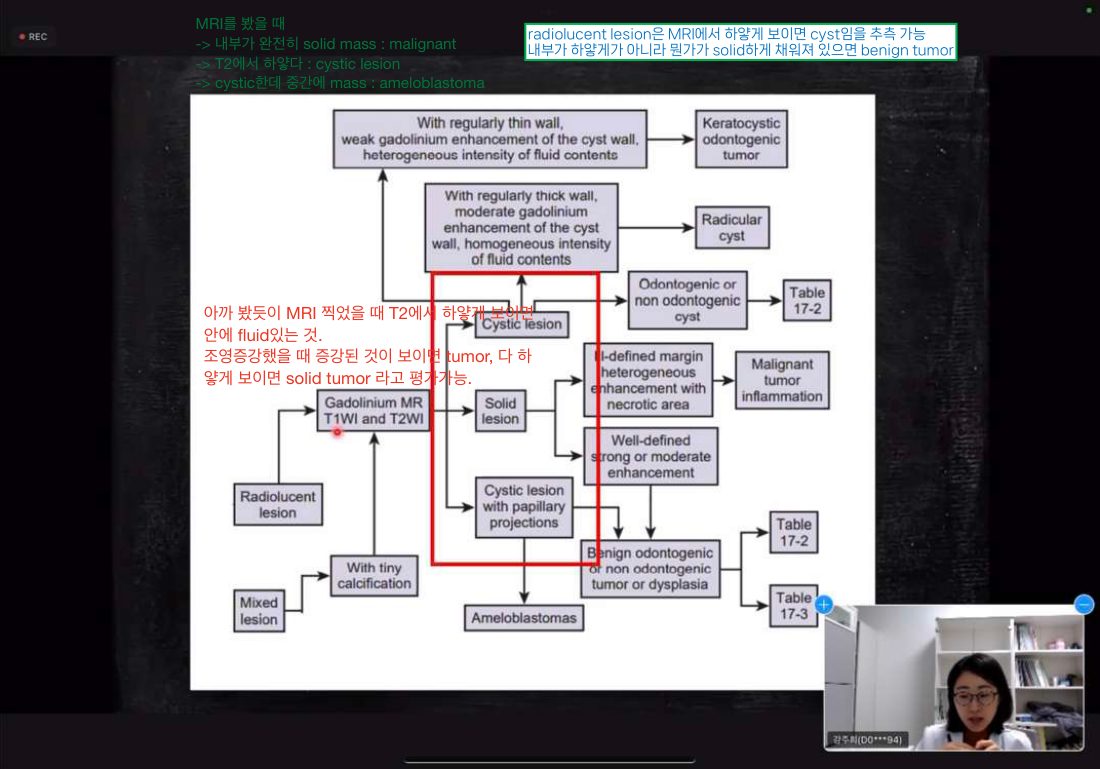 REC
MRI를 봤을 때
-> 내부가 완전히 solid mass : malignant
-> T2에서 하얗다 : cystic lesion
-> cystic한데 중간에 mass : ameloblastoma
radiolucent lesion은 MRI에서 하얗게 보이면 cyst임을 추측 가능
내부가 하얗게가 아니라 뭔가가 solid하게 채워져 있으면 benign tumor
With regularly thin wall,
weak gadolinium enhancement of the cyst wall,
heterogeneous intensity of fluid contents
Keratocystic
odontogenic
tumor
With regularly thick wall,
moderate gadolinium
enhancement of the cyst
wall, homogeneous intensity
of fluid contents
Radicular
cyst
Odontogenic or
non odontogenic
cyst
Table
17-2
아까 봤듯이 MRI 찍었을 때 T2에서 하얗게 보이면
안에 fluid있는 것.
조영증강했을 때 증강된 것이 보이면 tumor, 다 하
얗게 보이면 solid tumor 라고 평가가능.
Cystic lesion
Ill-defined margin
heterogeneous
enhancement with
necrotic area
Malignant
tumor
inflammation
Gadolinium MR
T1WI and T2WI
Solid
lesion
Well-defined
strong or moderate
enhancement
Radiolucent
lesion
Cystic lesion
with papillary
projections
Table
17-2
Benign odontogenic
or non odontogenic
tumor or dysplasia
With tiny
calcification
Mixed
lesion
Ameloblastomas
Table
17-3
강주희(D0***94)